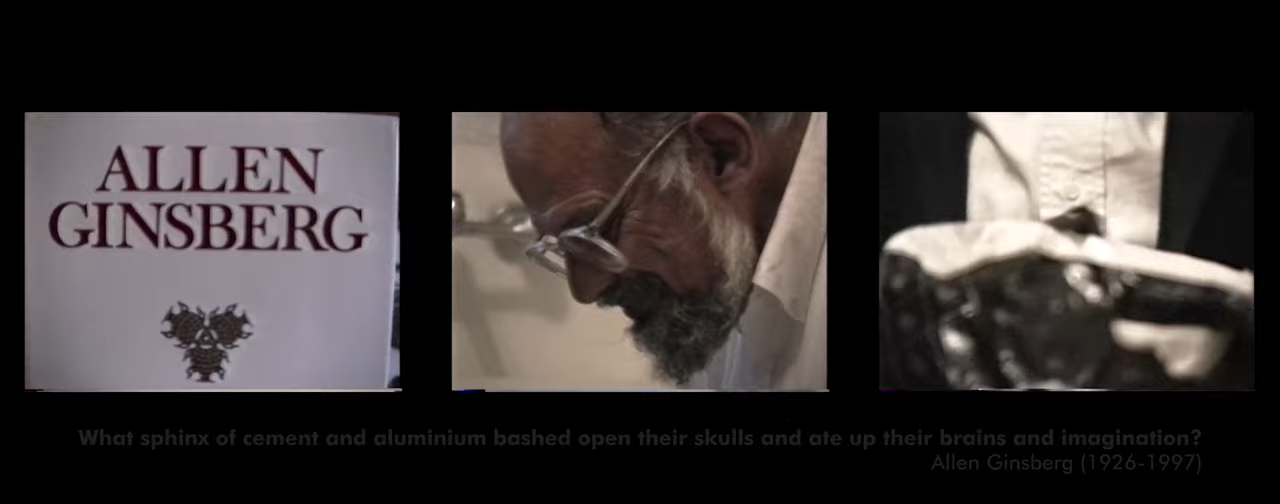 ALLEN
GINSBERG
What sphinx of cement and aluminium bashed open their skulls and ate up their brains and imagination?
Allen Ginsberg (1926-1997)